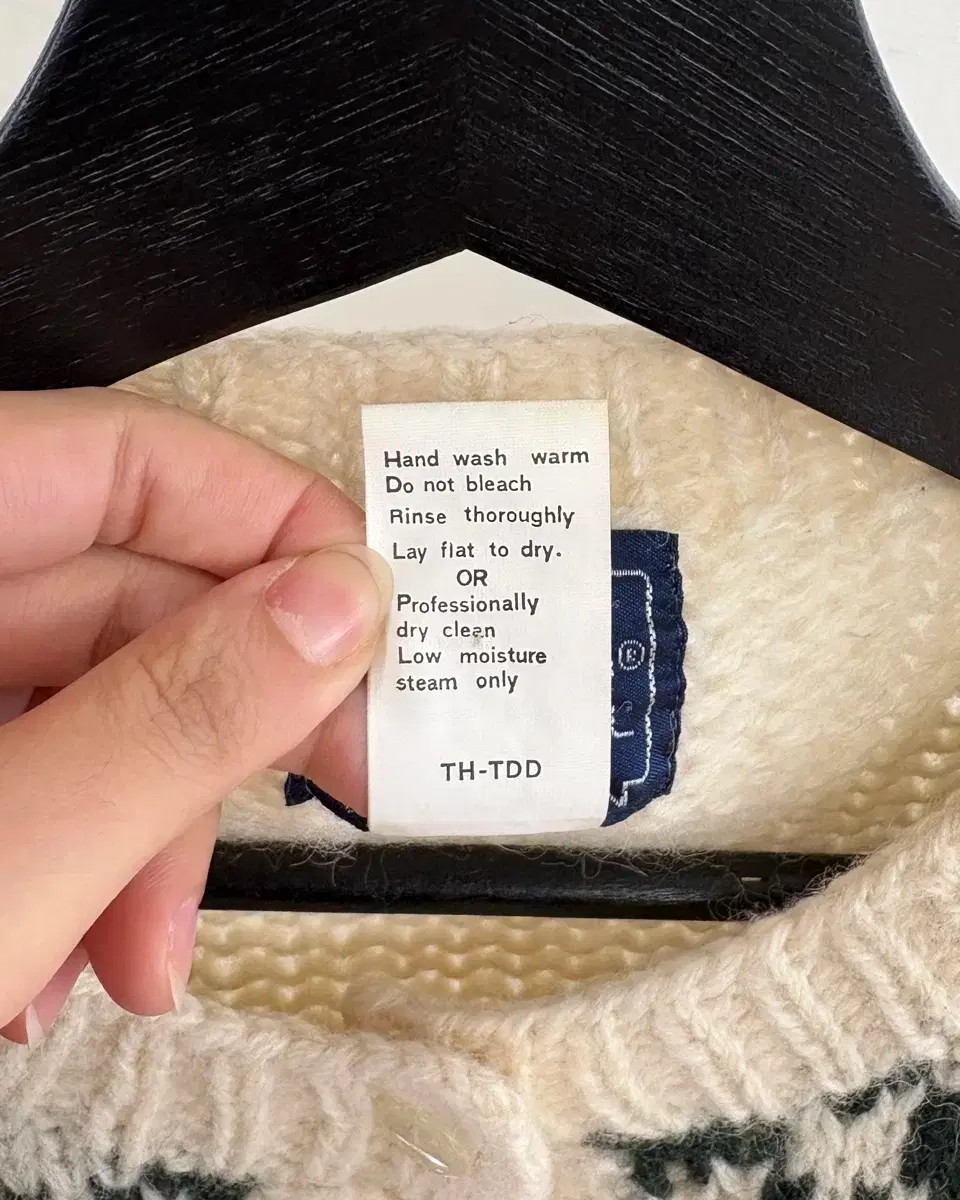 Hand wash warm
Do not bleach
Rinse thoroughly
Lay flat to dry.
OR
Professionally
dry clean
Low moisture
steam only
TH-TDD
®